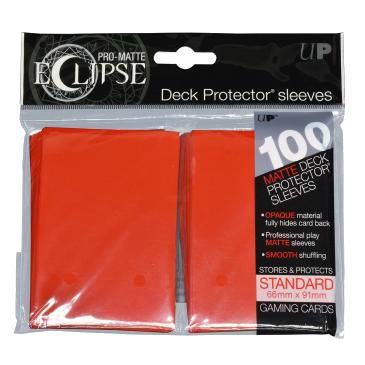 PRO-MATTE
ECLIPSE
UP
Deck Protector® sleeves
UP
100
MATTE DECK
PROTECTOR®
SLEEVES
•OPAQUE material
fully hides card back
•Professional play
MATTE sleeves
•SMOOTH shuffling
STORES & PROTECTS
STANDARD
66mm x 91mm
GAMING CARDS